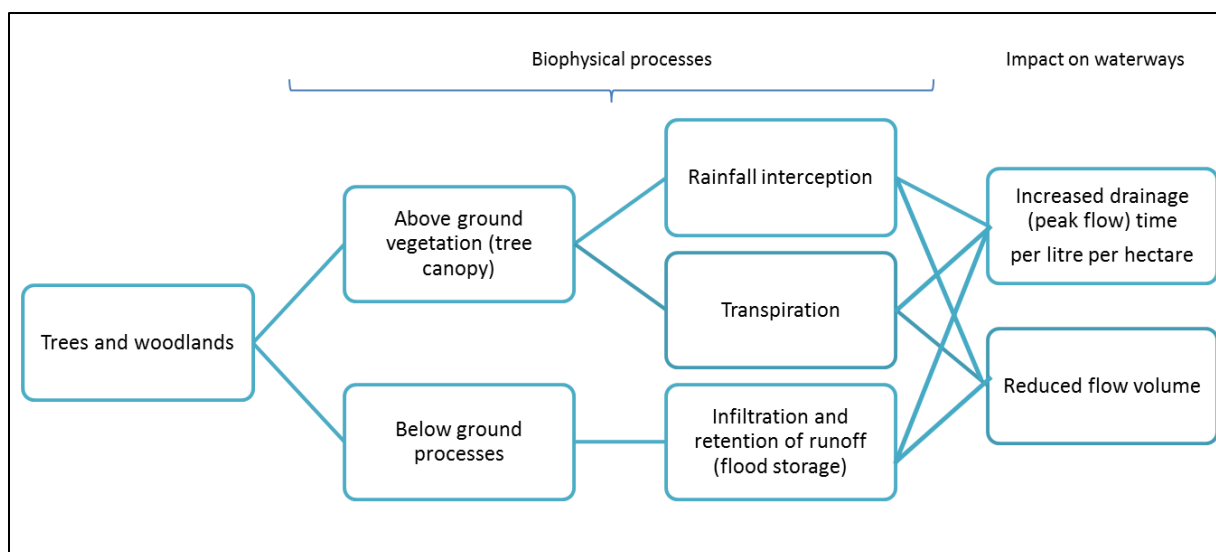 Biophysical processes
Impact on waterways
Trees and woodlands
Above ground
vegetation (tree
canopy)
Below ground
processes
Rainfall interception
Transpiration
Infiltration and
retention of runoff
(flood storage)
Increased drainage
(peak flow) time
per litre per hectare
Reduced flow volume